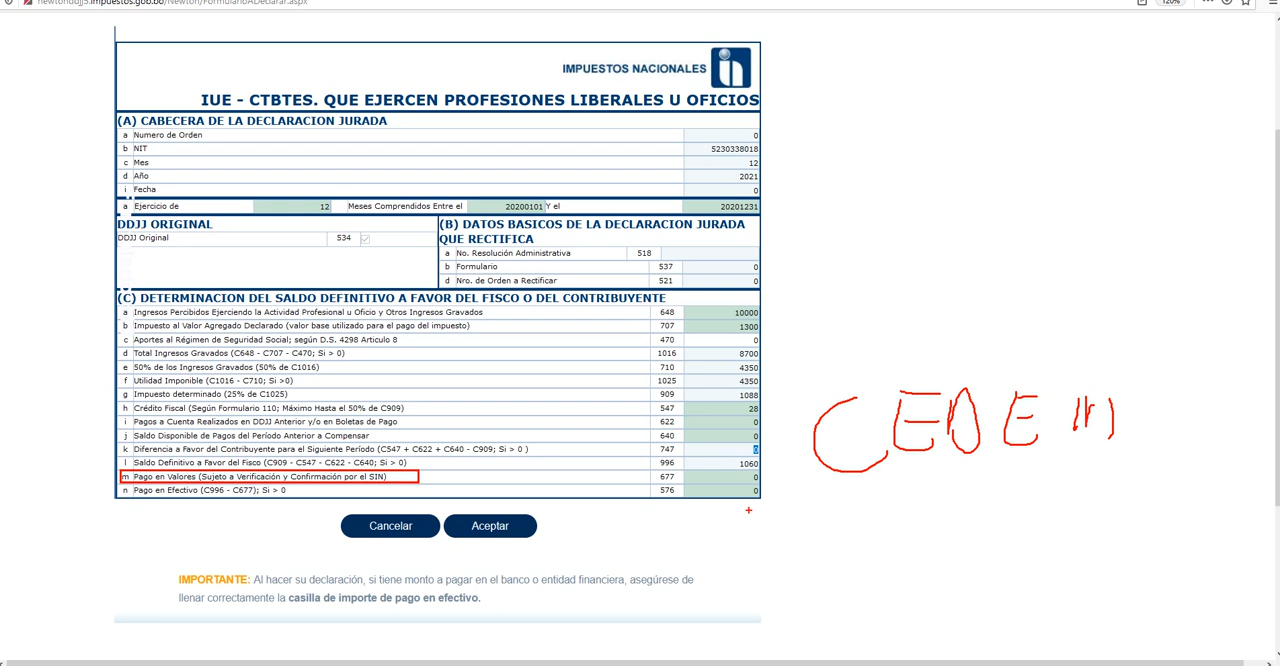 newtonddjj5.impuestos.gob.bo/Newton/FormularioADeclarar.aspx
120%
IMPUESTOS NACIONALES
IUE - CTBTES. QUE EJERCEN PROFESIONES LIBERALES U OFICIOS
(A) CABECERA DE LA DECLARACION JURADA
a Numero de Orden 0
b NIT 5230338018
c Mes 12
d Año 2021
i Fecha 0
a Ejercicio de 12 Meses Comprendidos Entre el 20200101 Y el 20201231
DDJJ ORIGINAL
DDJJ Original 534
(B) DATOS BASICOS DE LA DECLARACION JURADA
QUE RECTIFICA
a No. Resolución Administrativa 518
b Formulario 537 0
d Nro. de Orden a Rectificar 521 0
(C) DETERMINACION DEL SALDO DEFINITIVO A FAVOR DEL FISCO O DEL CONTRIBUYENTE
a Ingresos Percibidos Ejerciendo la Actividad Profesional u Oficio y Otros Ingresos Gravados 648 10000
b Impuesto al Valor Agregado Declarado (valor base utilizado para el pago del impuesto) 707 1300
c Aportes al Régimen de Seguridad Social; según D.S. 4298 Articulo 8 470 0
d Total Ingresos Gravados (C648 - C707 - C470; Si > 0) 1016 8700
e 50% de los Ingresos Gravados (50% de C1016) 710 4350
f Utilidad Imponible (C1016 - C710; Si >0) 1025 4350
g Impuesto determinado (25% de C1025) 909 1088
h Crédito Fiscal (Según Formulario 110; Máximo Hasta el 50% de C909) 547 28
i Pagos a Cuenta Realizados en DDJJ Anterior y/o en Boletas de Pago 622 0
j Saldo Disponible de Pagos del Período Anterior a Compensar 640 0
k Diferencia a Favor del Contribuyente para el Siguiente Período (C547 + C622 + C640 - C909; Si > 0 ) 747 0
l Saldo Definitivo a Favor del Fisco (C909 - C547 - C622 - C640; Si > 0) 996 1060
m Pago en Valores (Sujeto a Verificación y Confirmación por el SIN) 677 0
n Pago en Efectivo (C996 - C677); Si > 0 576 0
CEDE
Cancelar Aceptar
IMPORTANTE: Al hacer su declaración, si tiene monto a pagar en el banco o entidad financiera, asegúrese de
llenar correctamente la casilla de importe de pago en efectivo.